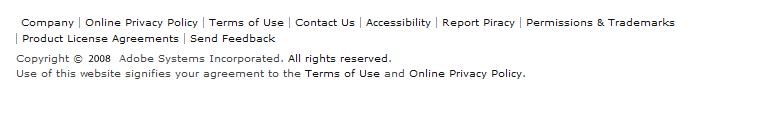 Company | Online Privacy Policy | Terms of Use | Contact Us | Accessibility | Report Piracy | Permissions & Trademarks
| Product License Agreements | Send Feedback
Copyright © 2008 Adobe Systems Incorporated. All rights reserved.
Use of this website signifies your agreement to the Terms of Use and Online Privacy Policy.